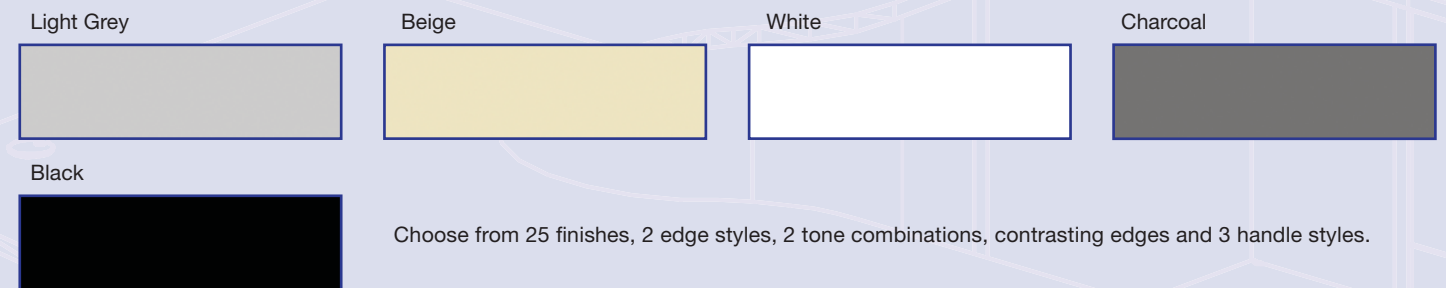 Light Grey
Beige
White
Charcoal
Black
Choose from 25 finishes, 2 edge styles, 2 tone combinations, contrasting edges and 3 handle styles.